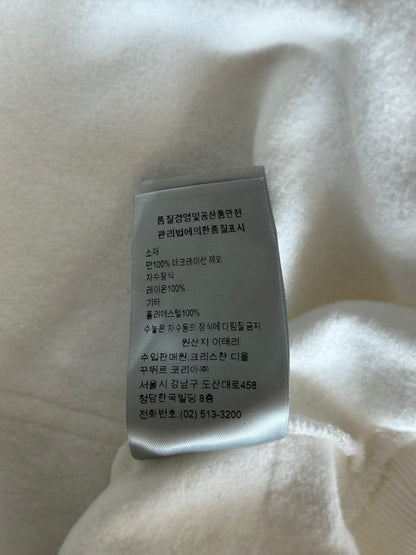 품질경영및공산품안전
관리법에의한품질표시
소재
면100% 데코레이션 제외
자수장식
레이온100%
기타
폴리에스텔100%
수놓은 자수등의 장식에 다림질 금지
원산지 이태리
수입판매원:크리스챤 디올
꾸뛰르 코리아㈜
서울시 강남구 도산대로458
청담한국빌딩 8층
전화번호 (02) 513-3200